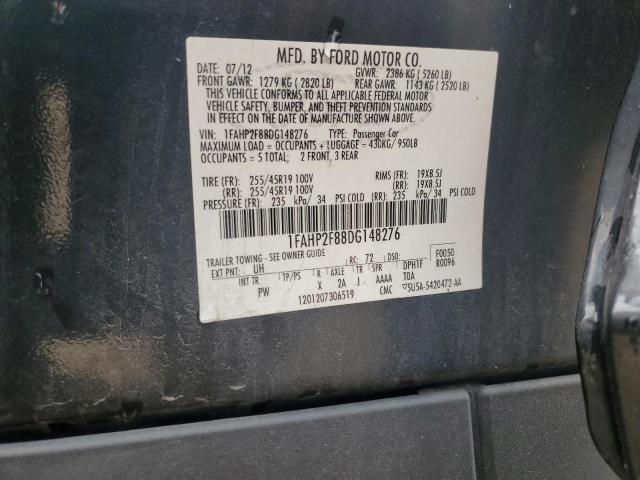 MFD. BY FORD MOTOR CO.
DATE: 07/12 GVWR: 2386 KG ( 5260 LB)
FRONT GAWR: 1279 KG ( 2820 LB) REAR GAWR: 1143 KG ( 2520 LB)
THIS VEHICLE CONFORMS TO ALL APPLICABLE FEDERAL MOTOR
VEHICLE SAFETY, BUMPER, AND THEFT PREVENTION STANDARDS
IN EFFECT ON THE DATE OF MANUFACTURE SHOWN ABOVE.
VIN: 1FAHP2F88DG148276 TYPE: Passenger Car
MAXIMUM LOAD = OCCUPANTS + LUGGAGE = 430KG/ 950LB
OCCUPANTS = 5 TOTAL; 2 FRONT, 3 REAR
TIRE (FR): 255/45R19 100V RIMS (FR): 19X8.5J
(RR): 255/45R19 100V (RR): 19X8.5J
PRESSURE (FR): 235 kPa/ 34 PSI COLD (RR): 235 kPa/ 34 PSI COLD
1FAHP2F88DG148276
TRAILER TOWING - SEE OWNER GUIDE
EXT PNT: UH RC: 72 DSO: F0050
R0096
INT TR TP/PS R AXLE TR SPR DPH1F
PW X 2A J AAAA TDA
1201207306519 CMC 5U5A-5420472-AA